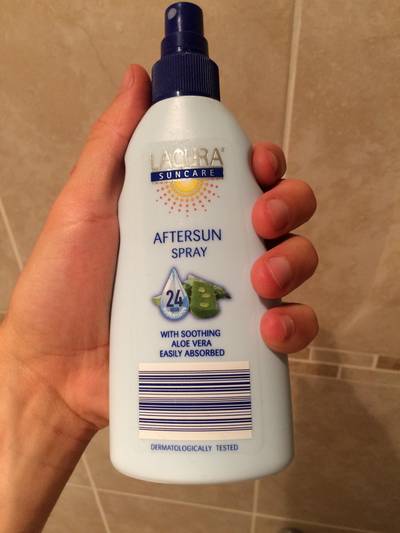 LACURA
SUNCARE
AFTERSUN
SPRAY
24
WITH SOOTHING
ALOE VERA
EASILY ABSORBED
DERMATOLOGICALLY TESTED